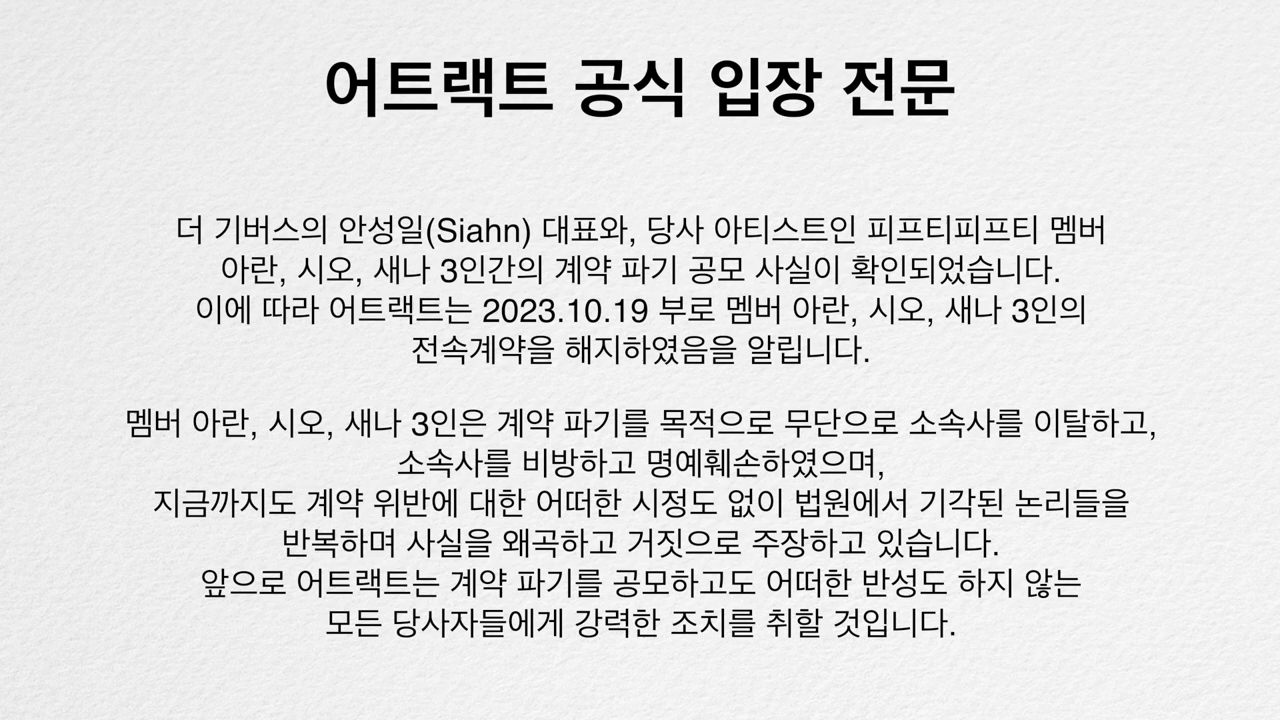 어트랙트 공식 입장 전문
더 기버스의 안성일(Siahn) 대표와, 당사 아티스트인 피프티피프티 멤버
아란, 시오, 새나 3인간의 계약 파기 공모 사실이 확인되었습니다.
이에 따라 어트랙트는 2023.10.19 부로 멤버 아란, 시오, 새나 3인의
전속계약을 해지하였음을 알립니다.
멤버 아란, 시오, 새나 3인은 계약 파기를 목적으로 무단으로 소속사를 이탈하고,
소속사를 비방하고 명예훼손하였으며,
지금까지도 계약 위반에 대한 어떠한 시정도 없이 법원에서 기각된 논리들을
반복하며 사실을 왜곡하고 거짓으로 주장하고 있습니다.
앞으로 어트랙트는 계약 파기를 공모하고도 어떠한 반성도 하지 않는
모든 당사자들에게 강력한 조치를 취할 것입니다.